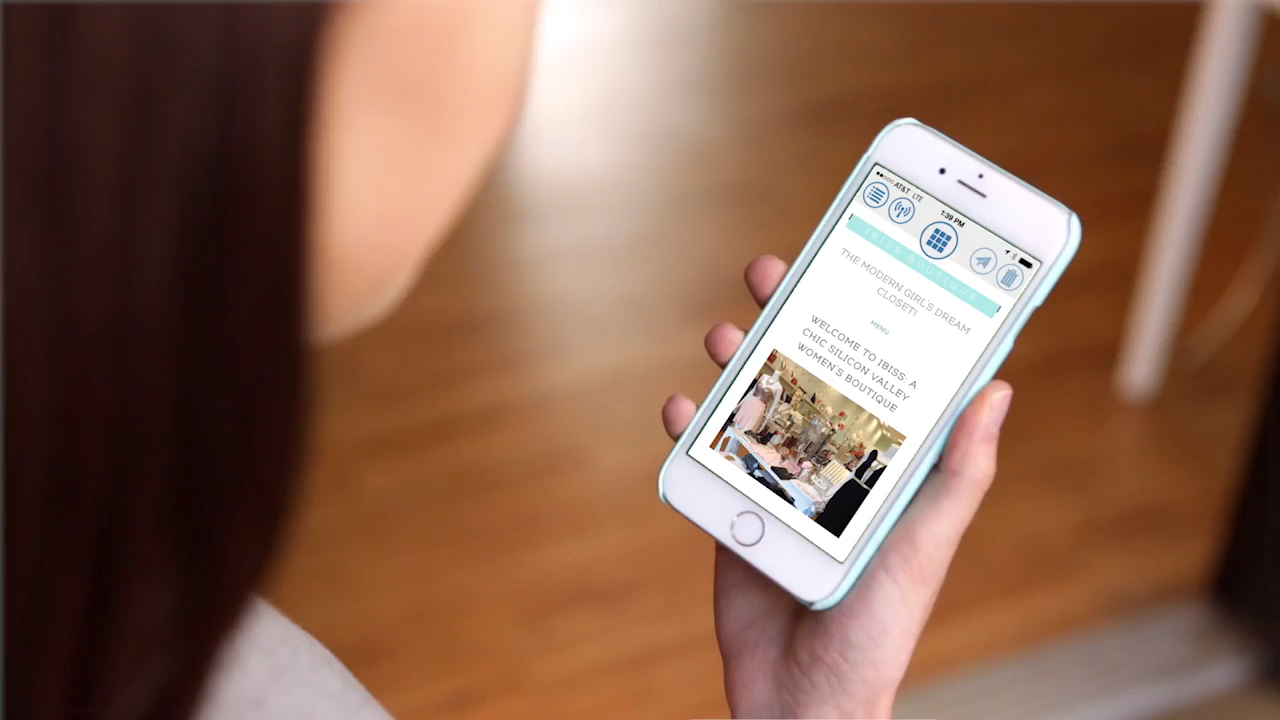 AT&T LTE
1:39 PM
IBISS BOUTIQUE
THE MODERN GIRLS DREAM
CLOSET!
MENU
WELCOME TO IBISS: A
CHIC SILICON VALLEY
WOMEN'S BOUTIQUE